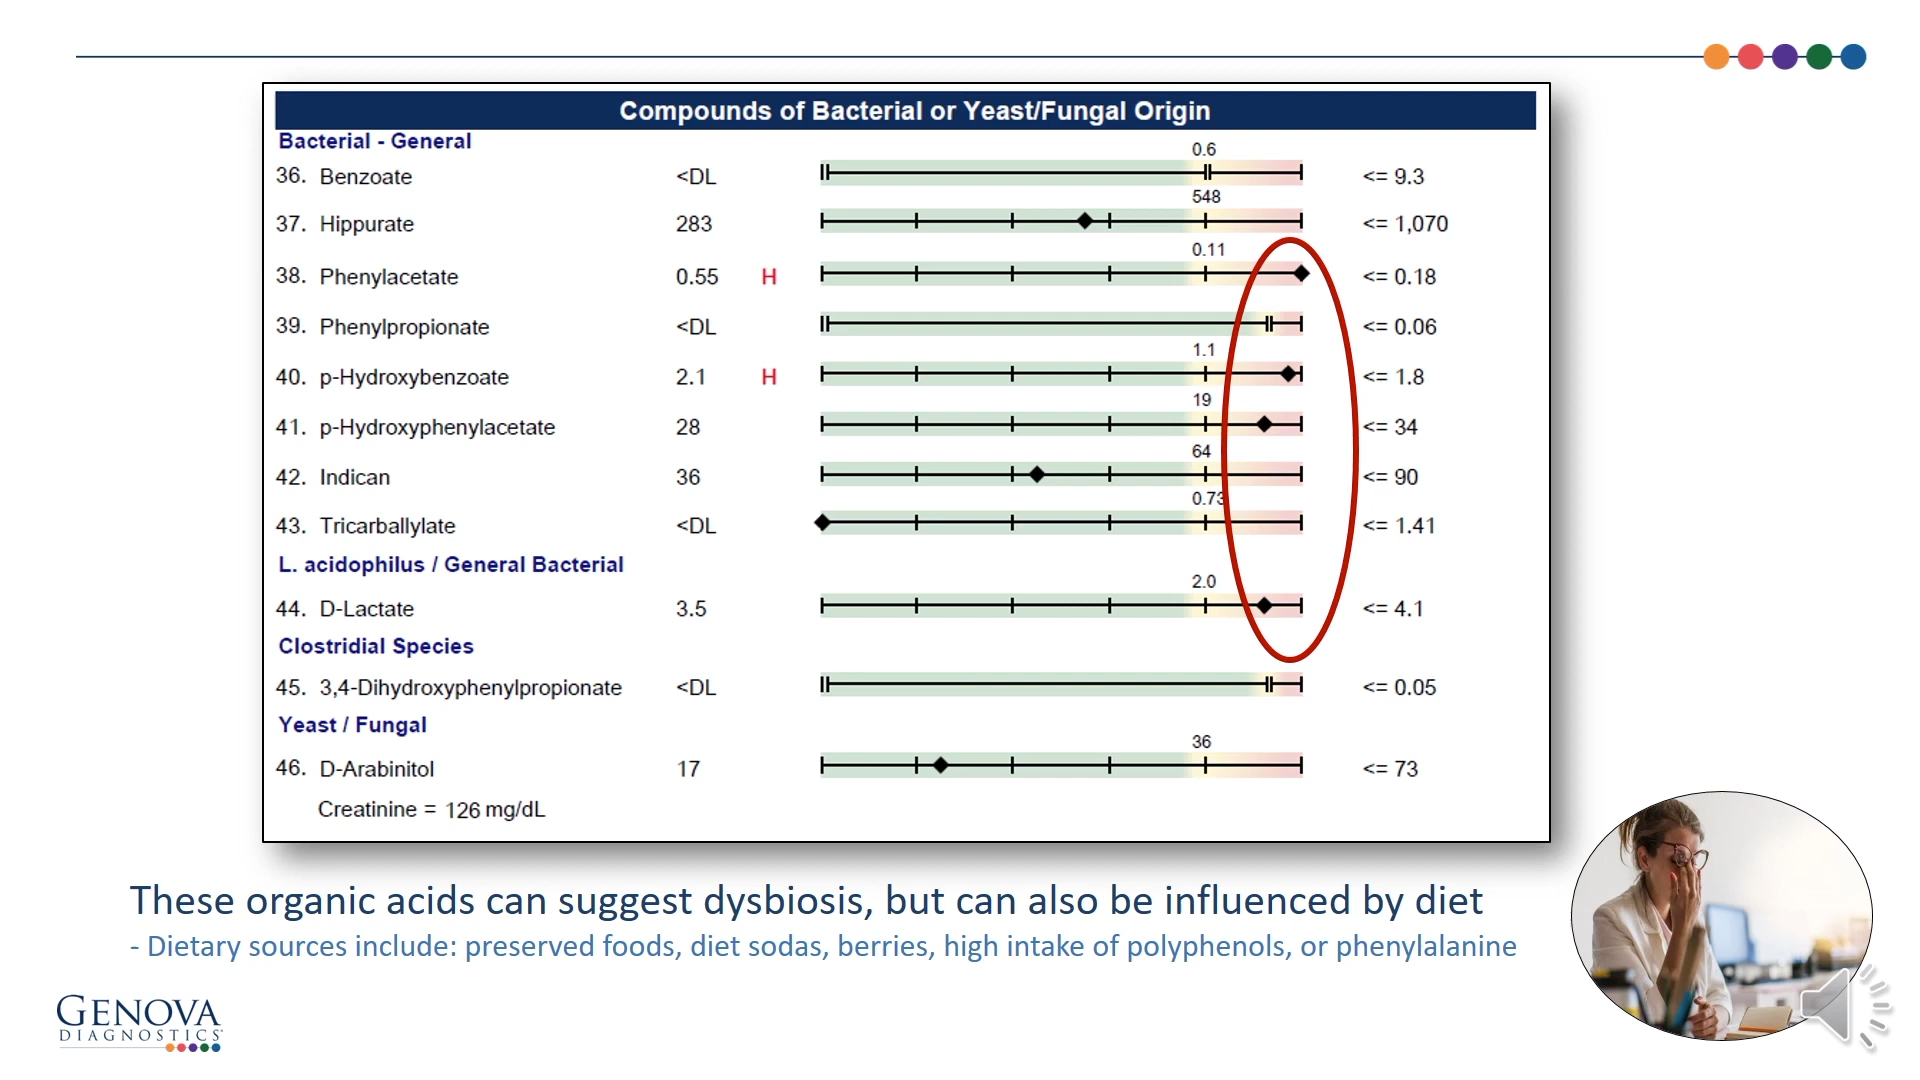 Compounds of Bacterial or Yeast/Fungal Origin
Bacterial - General
0.6
36. Benzoate <DL <= 9.3
548
37. Hippurate 283 <= 1,070
0.11
38. Phenylacetate 0.55 H <= 0.18
39. Phenylpropionate <DL <= 0.06
1.1
40. p-Hydroxybenzoate 2.1 H <= 1.8
19
41. p-Hydroxyphenylacetate 28 <= 34
64
42. Indican 36 <= 90
0.73
43. Tricarballylate <DL <= 1.41
L. acidophilus / General Bacterial
2.0
44. D-Lactate 3.5 <= 4.1
Clostridial Species
45. 3,4-Dihydroxyphenylpropionate <DL <= 0.05
Yeast / Fungal
36
46. D-Arabinitol 17 <= 73
Creatinine = 126 mg/dL
These organic acids can suggest dysbiosis, but can also be influenced by diet
- Dietary sources include: preserved foods, diet sodas, berries, high intake of polyphenols, or phenylalanine
GENOVA
DIAGNOSTICS